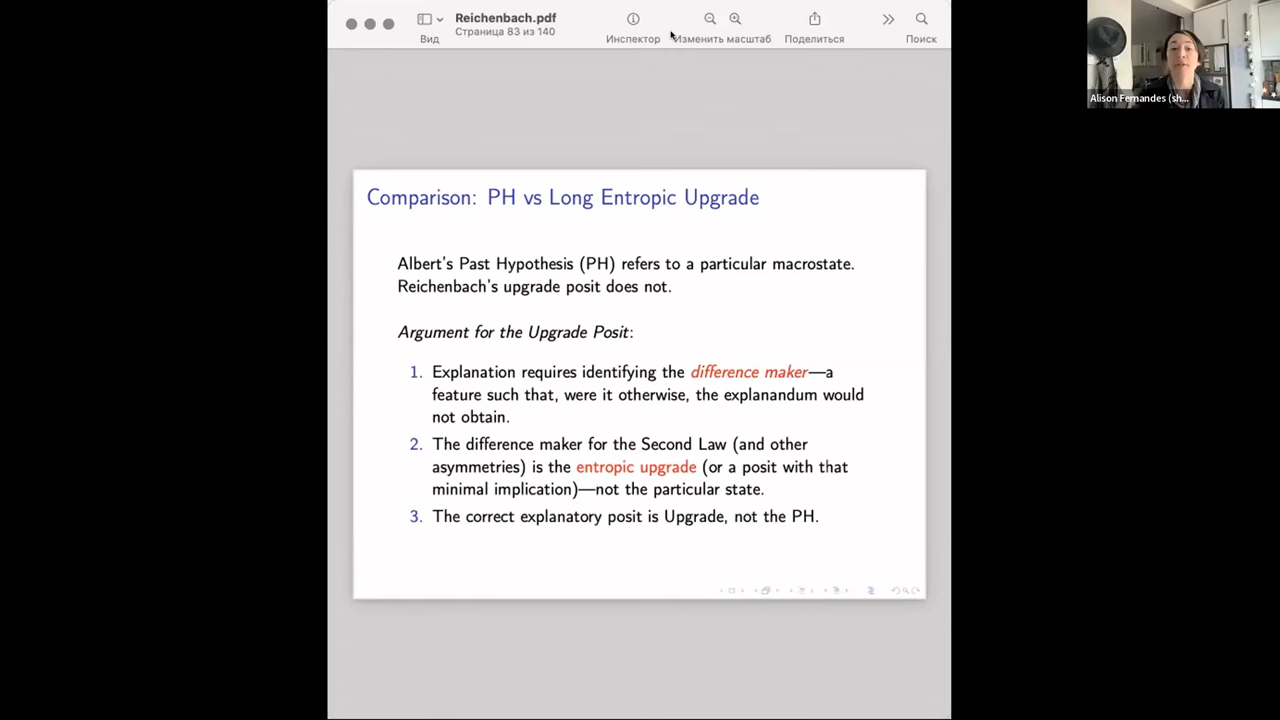 Reichenbach.pdf
Страница 83 из 140
Вид
Инспектор
Изменить масштаб
Поделиться
Поиск
Alison Fernandes (sh...
Comparison: PH vs Long Entropic Upgrade
Albert's Past Hypothesis (PH) refers to a particular macrostate.
Reichenbach's upgrade posit does not.
Argument for the Upgrade Posit:
1. Explanation requires identifying the difference maker—a
feature such that, were it otherwise, the explanandum would
not obtain.
2. The difference maker for the Second Law (and other
asymmetries) is the entropic upgrade (or a posit with that
minimal implication)—not the particular state.
3. The correct explanatory posit is Upgrade, not the PH.